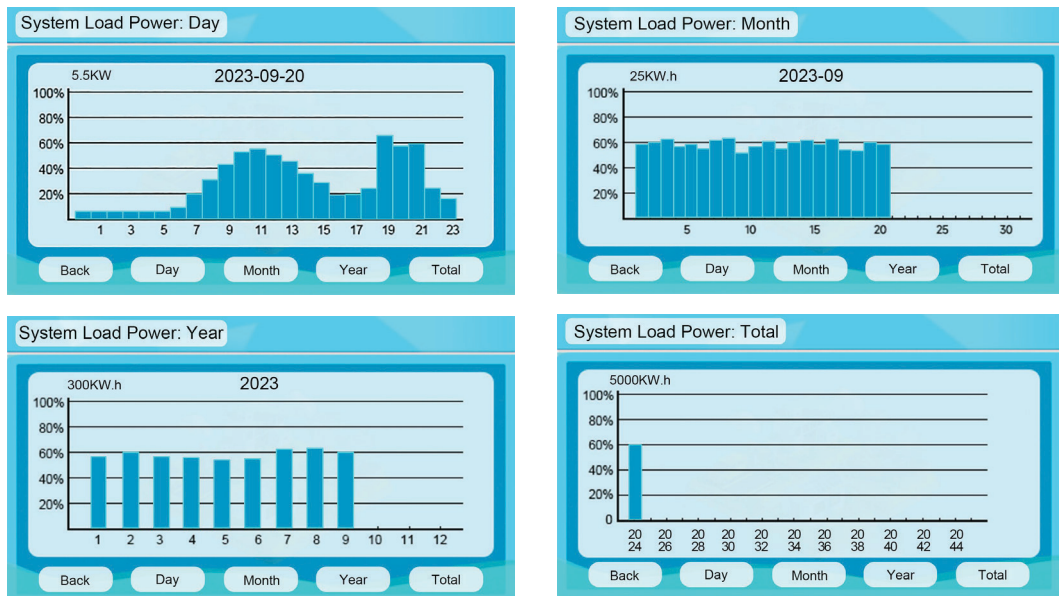 System Load Power: Day
5.5KW 2023-09-20
100%
80%
60%
40%
20%
1 3 5 7 9 11 13 15 17 19 21 23
Back Day Month Year Total
System Load Power: Month
25KW.h 2023-09
100%
80%
60%
40%
20%
5 10 15 20 25 30
Back Day Month Year Total
System Load Power: Year
300KW.h 2023
100%
80%
60%
40%
20%
1 2 3 4 5 6 7 8 9 10 11 12
Back Day Month Year Total
System Load Power: Total
5000KW.h
100%
80%
60%
40%
20%
0
20 20 20 20 20 20 20 20 20 20 20
24 26 28 30 32 34 36 38 40 42 44
Back Day Month Year Total